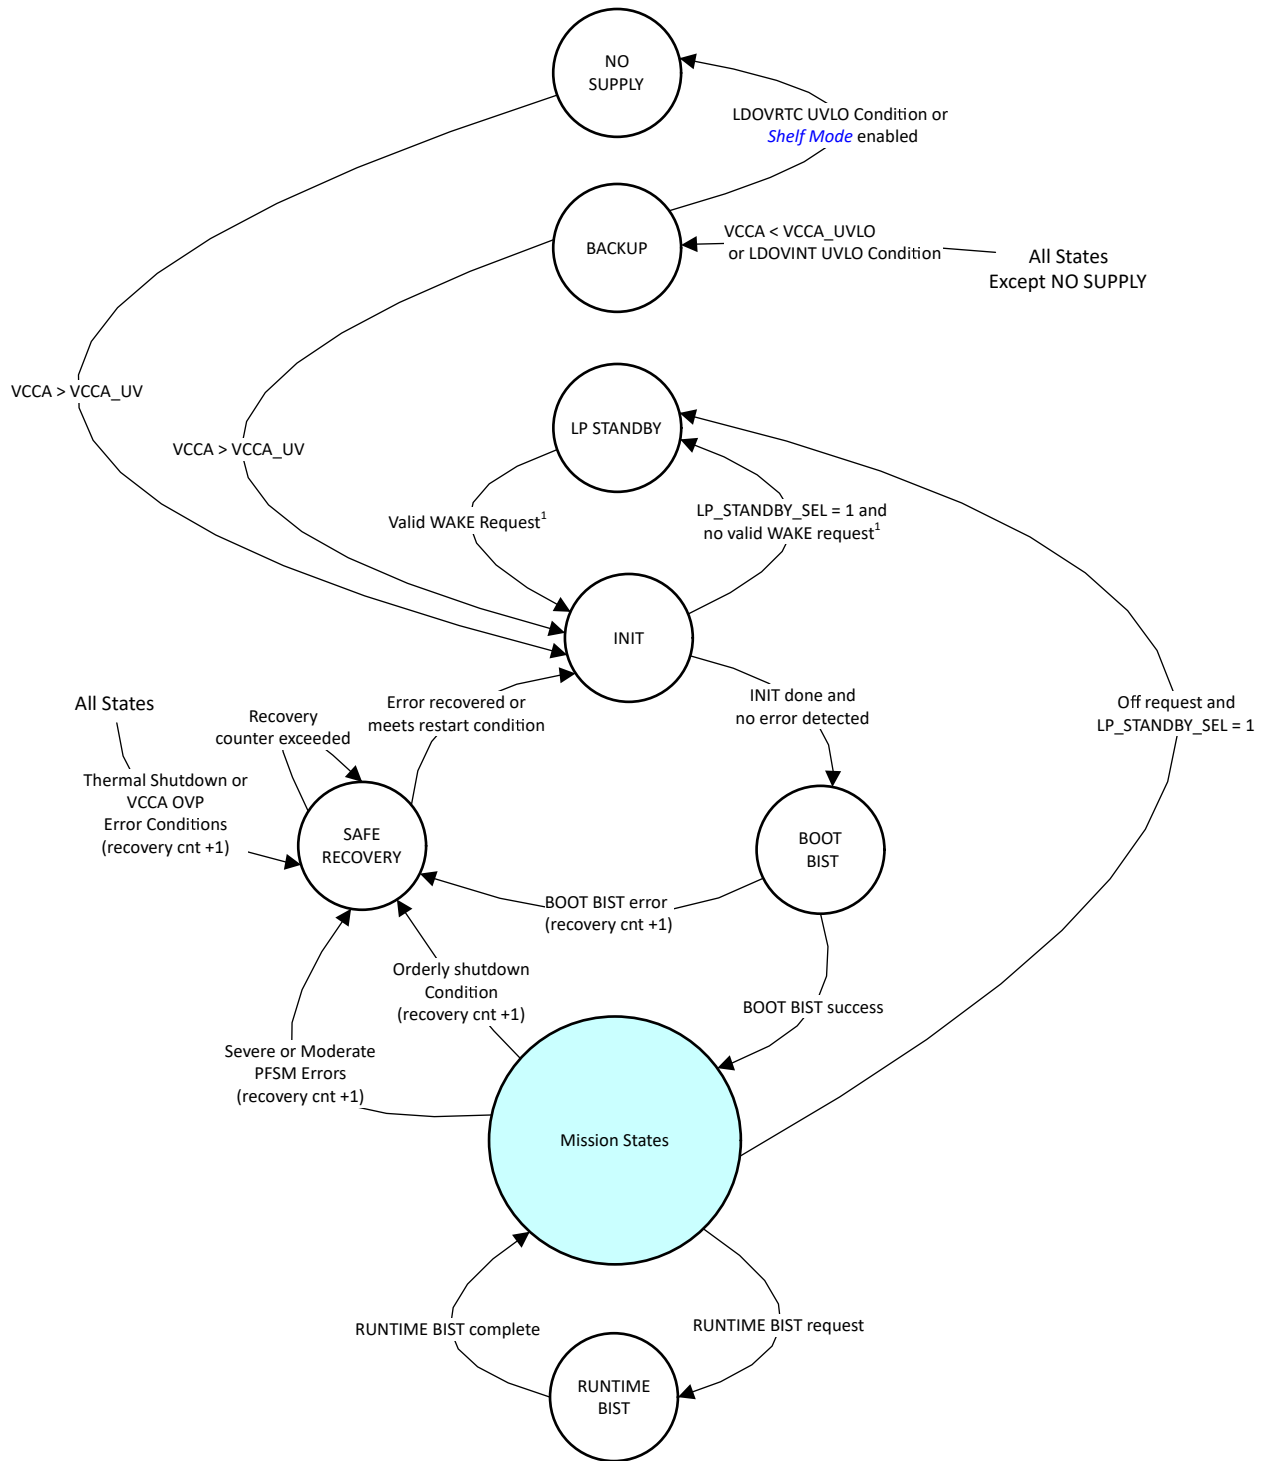 NO
SUPPLY
LDOVRTC UVLO Condition or
Shelf Mode enabled
BACKUP
VCCA < VCCA_UVLO
or LDOVINT UVLO Condition
All States
Except NO SUPPLY
VCCA > VCCA_UV
VCCA > VCCA_UV
LP STANDBY
Valid WAKE Request1
LP_STANDBY_SEL = 1 and
no valid WAKE request1
INIT
All States
Recovery
counter exceeded
Error recovered or
meets restart condition
INIT done and
no error detected
Off request and
LP_STANDBY_SEL = 1
Thermal Shutdown or
VCCA OVP
Error Conditions
(recovery cnt +1)
SAFE
RECOVERY
BOOT
BIST
BOOT BIST error
(recovery cnt +1)
Orderly shutdown
Condition
(recovery cnt +1)
BOOT BIST success
Severe or Moderate
PFSM Errors
(recovery cnt +1)
Mission States
RUNTIME BIST complete
RUNTIME BIST request
RUNTIME
BIST